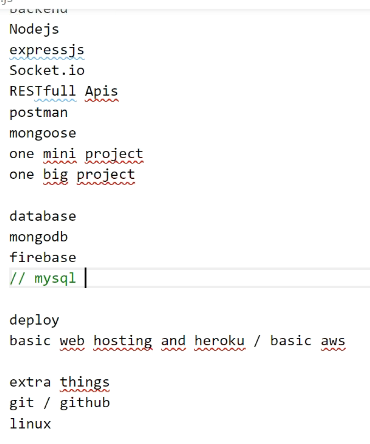 backend
Nodejs
expressjs
Socket.io
RESTfull Apis
postman
mongoose
one mini project
one big project
database
mongodb
firebase
// mysql
deploy
basic web hosting and heroku / basic aws
extra things
git / github
linux